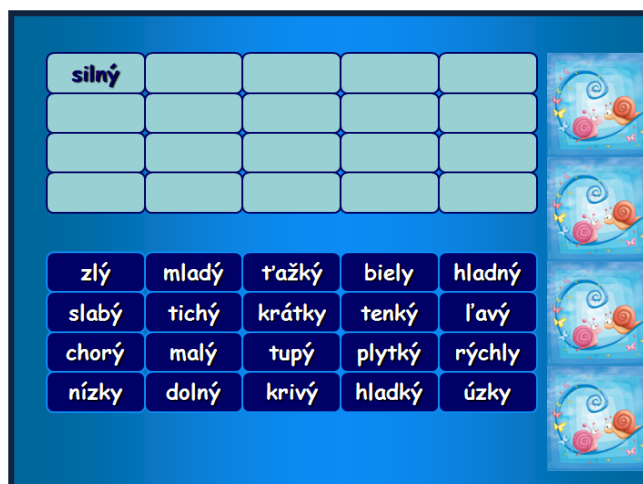 silný
zlý mladý ťažký biely hladný
slabý tichý krátky tenký ľavý
chorý malý tupý plytký rýchly
nízky dolný krivý hladký úzky